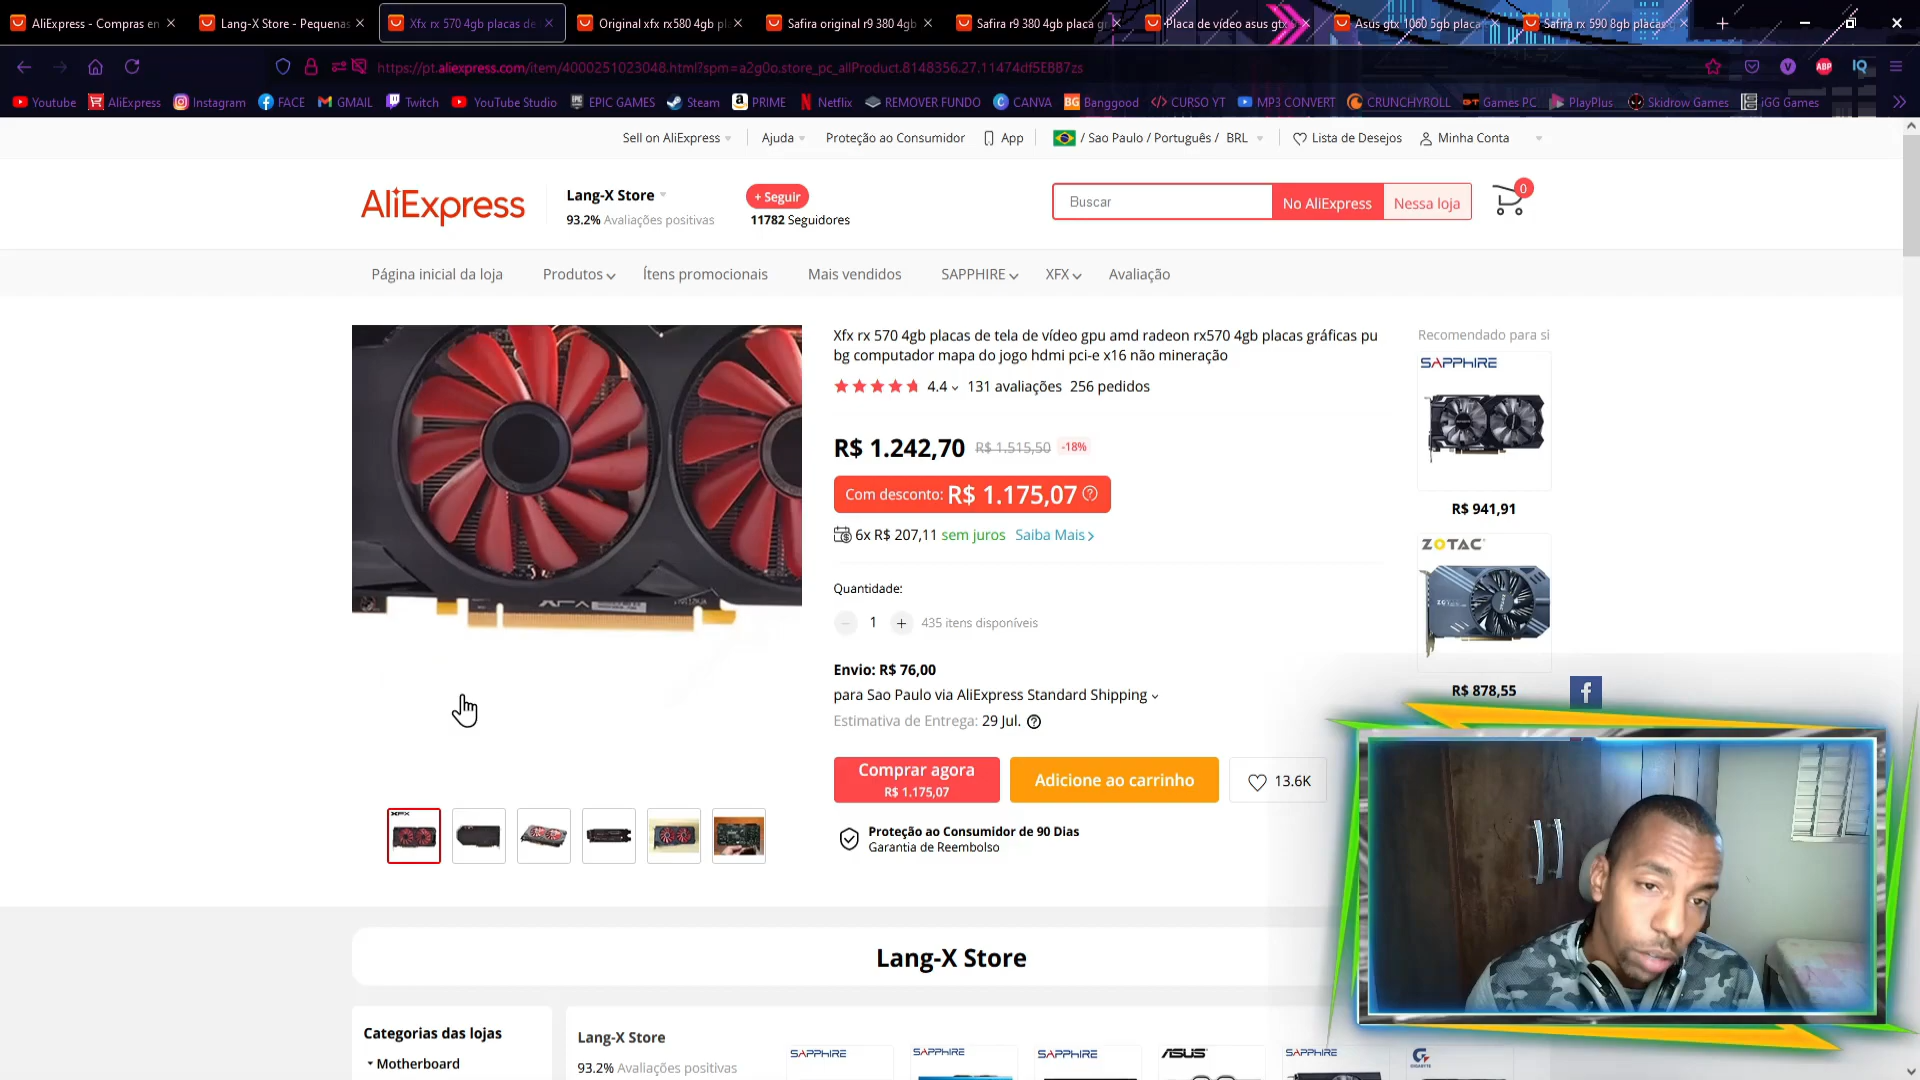 AliExpress - Compras en
Lang-X Store - Pequenas
Xfx rx 570 4gb placas de
Original xfx rx580 4gb pl
Safira original r9 380 4gb
Safira r9 380 4gb placa g
Placa de vídeo asus gtx
Asus gtx 1060 5gb placa
Safira rx 590 8gb placas
https://pt.aliexpress.com/item/4000251023048.html?spm=a2g0o.store_pc_allProduct.8148356.27.11474df5EBB7zs
Youtube
AliExpress
Instagram
FACE
GMAIL
Twitch
YouTube Studio
EPIC GAMES
Steam
PRIME
Netflix
REMOVER FUNDO
CANVA
Banggood
CURSO YT
MP3 CONVERT
CRUNCHYROLL
Games PC
PlayPlus
Skidrow Games
IGG Games
Sell on AliExpress
Ajuda
Proteção ao Consumidor
App
/ Sao Paulo / Português / BRL
Lista de Desejos
Minha Conta
AliExpress
Lang-X Store
93.2% Avaliações positivas
+ Seguir
11782 Seguidores
Buscar
No AliExpress
Nessa loja
0
Página inicial da loja
Produtos
Ítens promocionais
Mais vendidos
SAPPHIRE
XFX
Avaliação
Xfx rx 570 4gb placas de tela de vídeo gpu amd radeon rx570 4gb placas gráficas pu
bg computador mapa do jogo hdmi pci-e x16 não mineração
4.4
131 avaliações
256 pedidos
R$ 1.242,70
R$ 1.515,50
-18%
Com desconto: R$ 1.175,07
6x R$ 207,11 sem juros
Saiba Mais
Quantidade:
1
+
435 itens disponíveis
Envio: R$ 76,00
para Sao Paulo via AliExpress Standard Shipping
Estimativa de Entrega: 29 Jul.
Comprar agora
R$ 1.175,07
Adicione ao carrinho
13.6K
Proteção ao Consumidor de 90 Dias
Garantia de Reembolso
Recomendado para si
SAPPHIRE
R$ 941,91
ZOTAC
R$ 878,55
Lang-X Store
Categorias das lojas
Motherboard
Lang-X Store
93.2% Avaliações positivas
SAPPHIRE
SAPPHIRE
SAPPHIRE
ASUS
SAPPHIRE